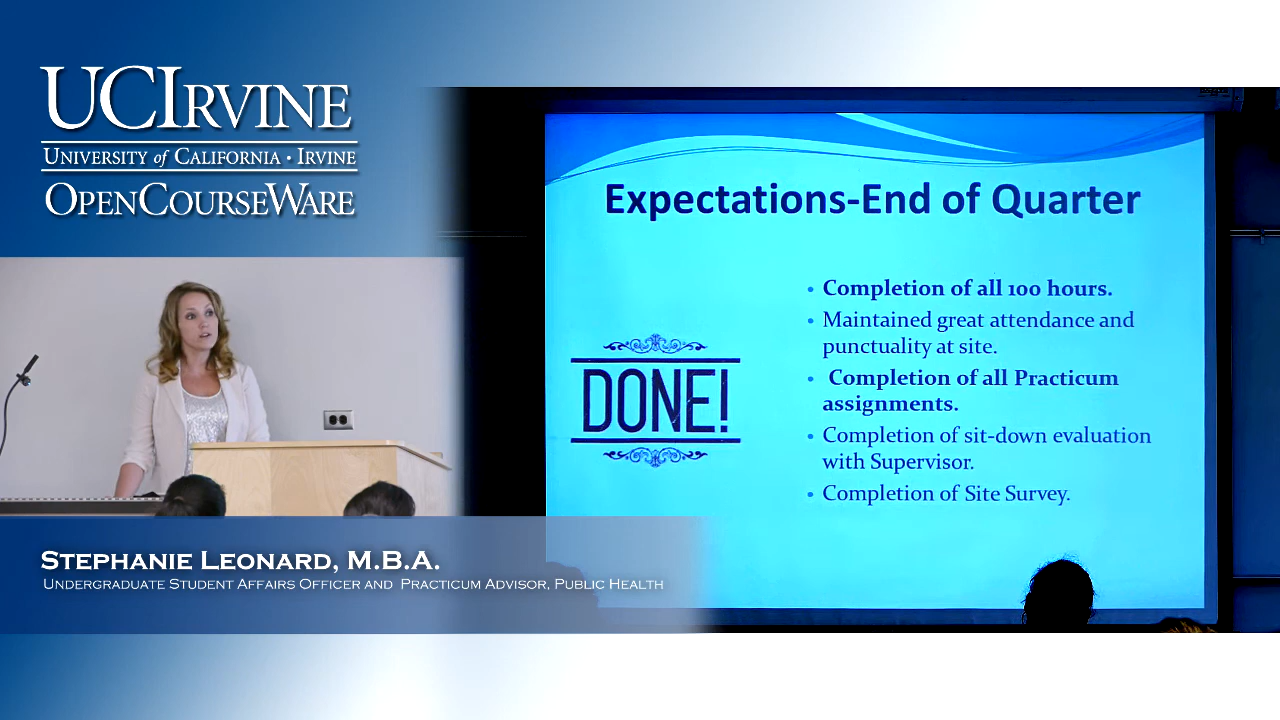 UCIRVINE
UNIVERSITY of CALIFORNIA · IRVINE
OPENCOURSEWARE
Expectations-End of Quarter
• Completion of all 100 hours.
• Maintained great attendance and
punctuality at site.
• Completion of all Practicum
assignments.
• Completion of sit-down evaluation
with Supervisor.
• Completion of Site Survey.
DONE!
STEPHANIE LEONARD, M.B.A.
UNDERGRADUATE STUDENT AFFAIRS OFFICER AND PRACTICUM ADVISOR, PUBLIC HEALTH